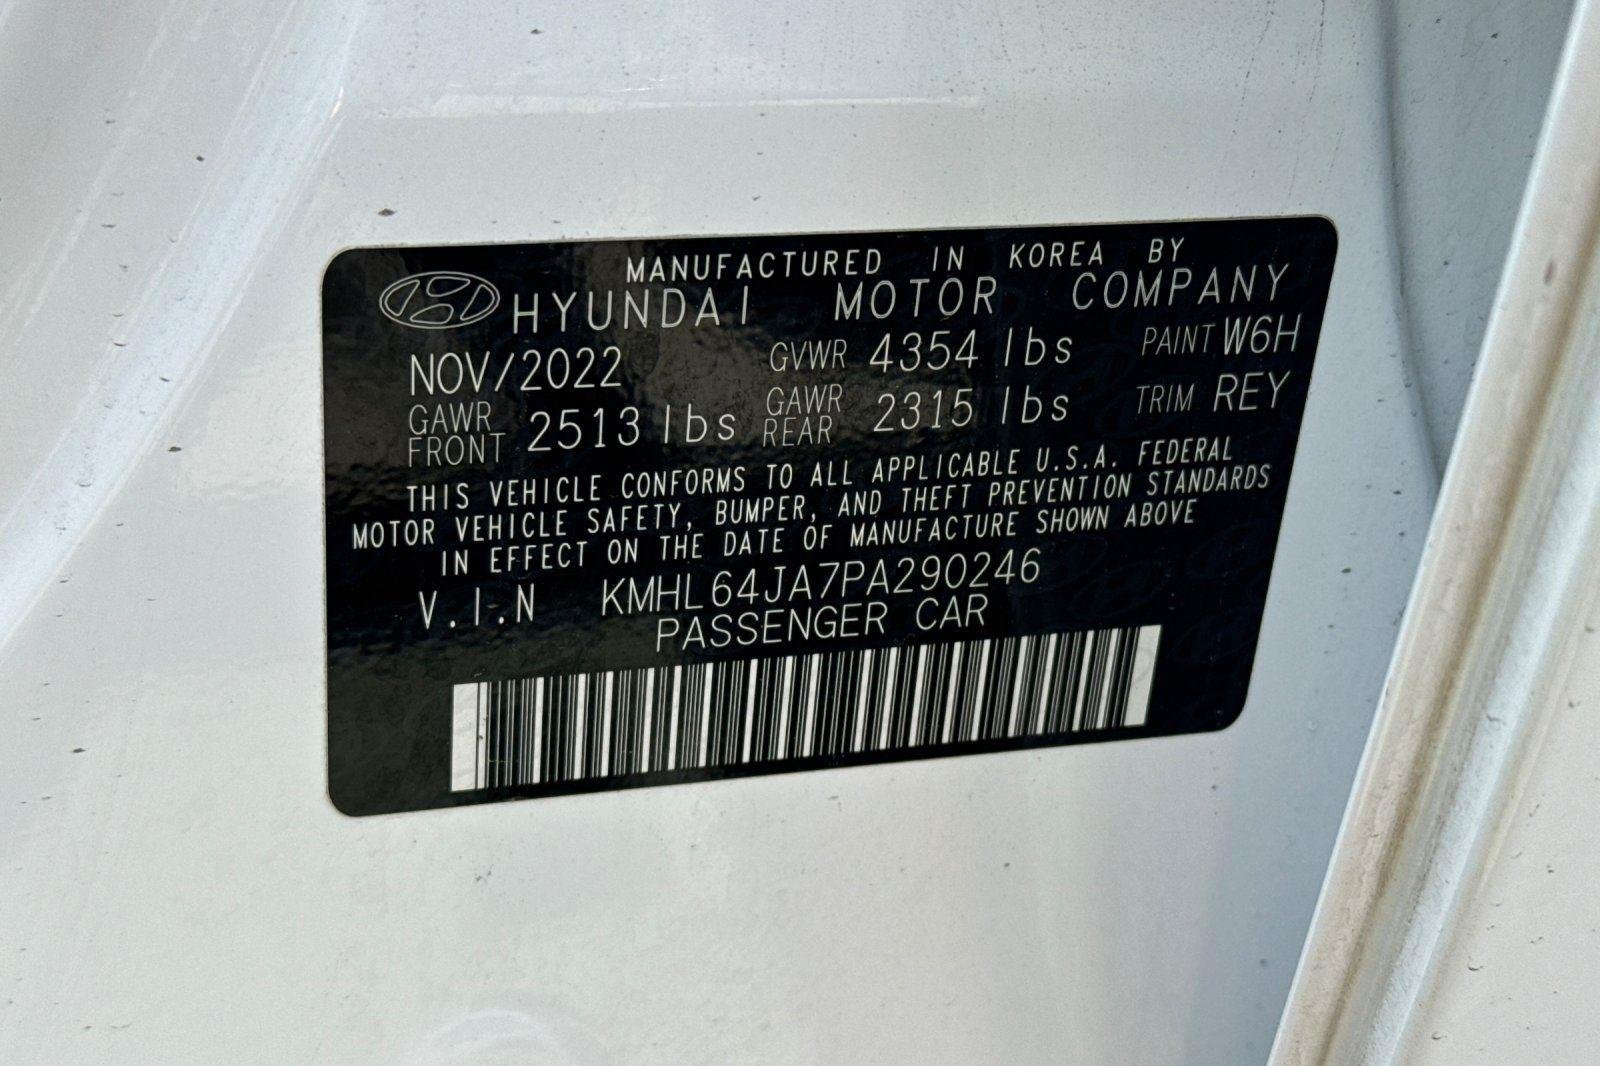 MANUFACTURED IN KOREA BY
HYUNDAI MOTOR COMPANY
NOV/2022 GVWR 4354 lbs PAINT W6H
GAWR FRONT 2513 lbs GAWR REAR 2315 lbs TRIM REY
THIS VEHICLE CONFORMS TO ALL APPLICABLE U.S.A. FEDERAL
MOTOR VEHICLE SAFETY, BUMPER, AND THEFT PREVENTION STANDARDS
IN EFFECT ON THE DATE OF MANUFACTURE SHOWN ABOVE
V.I.N KMHL64JA7PA290246
PASSENGER CAR